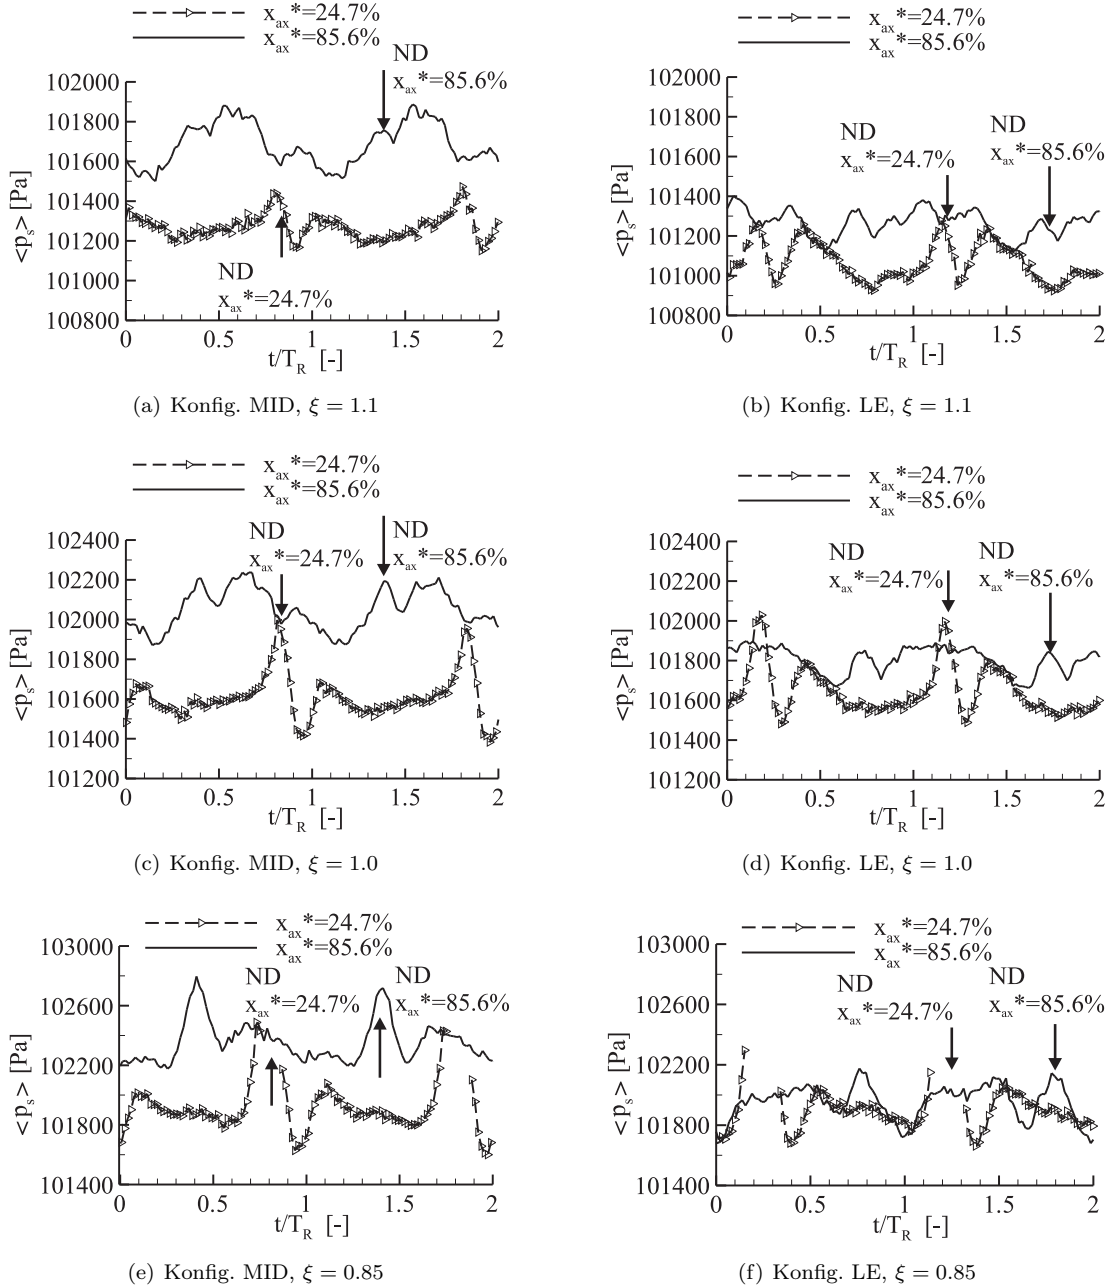 x_ax*=24.7%
x_ax*=85.6%
ND
x_ax*=85.6%
102000
101800
101600
101400
101200
101000
100800
<p_s> [Pa]
ND
x_ax*=24.7%
0 0.5 1 1.5 2
t/T_R [-]
(a) Konfig. MID, ξ = 1.1
x_ax*=24.7%
x_ax*=85.6%
102000
101800
101600
101400
101200
101000
100800
<p_s> [Pa]
ND
x_ax*=24.7%
ND
x_ax*=85.6%
0 0.5 1 1.5 2
t/T_R [-]
(b) Konfig. LE, ξ = 1.1
x_ax*=24.7%
x_ax*=85.6%
102400
102200
102000
101800
101600
101400
101200
<p_s> [Pa]
ND
x_ax*=24.7%
ND
x_ax*=85.6%
0 0.5 1 1.5 2
t/T_R [-]
(c) Konfig. MID, ξ = 1.0
x_ax*=24.7%
x_ax*=85.6%
102400
102200
102000
101800
101600
101400
101200
<p_s> [Pa]
ND
x_ax*=24.7%
ND
x_ax*=85.6%
0 0.5 1 1.5 2
t/T_R [-]
(d) Konfig. LE, ξ = 1.0
x_ax*=24.7%
x_ax*=85.6%
103000
102600
102200
101800
101400
<p_s> [Pa]
ND
x_ax*=24.7%
ND
x_ax*=85.6%
0 0.5 1 1.5 2
t/T_R [-]
(e) Konfig. MID, ξ = 0.85
x_ax*=24.7%
x_ax*=85.6%
103000
102600
102200
101800
101400
<p_s> [Pa]
ND
x_ax*=24.7%
ND
x_ax*=85.6%
0 0.5 1 1.5 2
t/T_R [-]
(f) Konfig. LE, ξ = 0.85